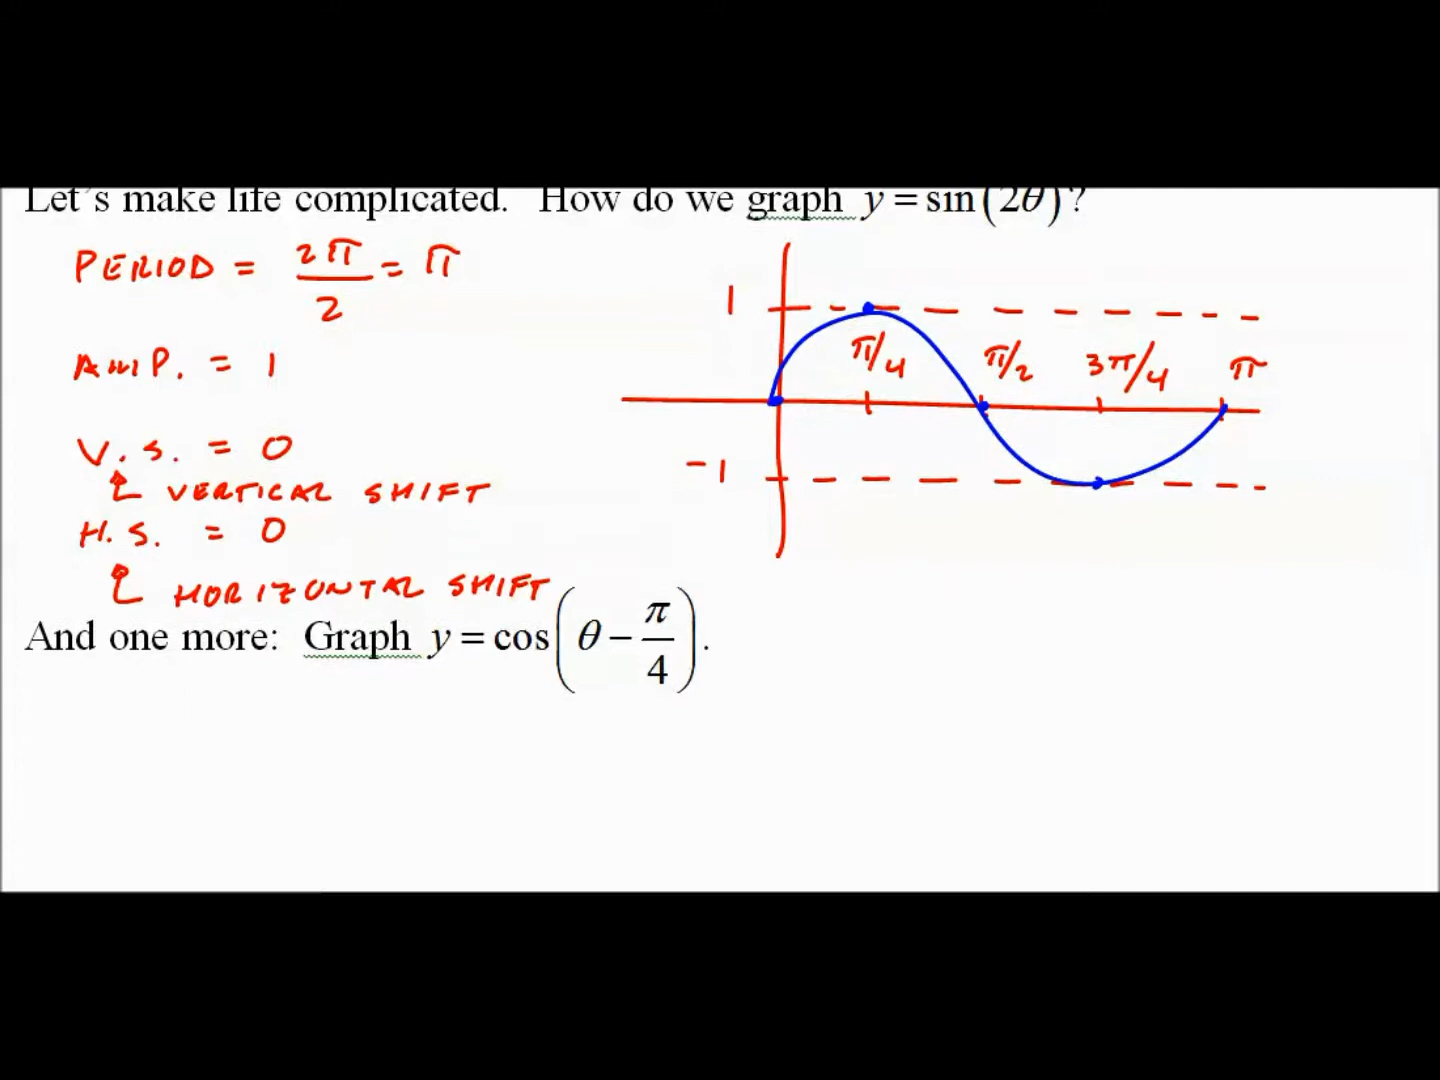 Let's make life complicated. How do we graph y = sin(2θ)?
PERIOD = 2π/2 = π
AMP. = 1
V.S. = 0
VERTICAL SHIFT
H.S. = 0
HORIZONTAL SHIFT
1
π/4 π/2 3π/4 π
-1
And one more: Graph y = cos(θ − π/4).